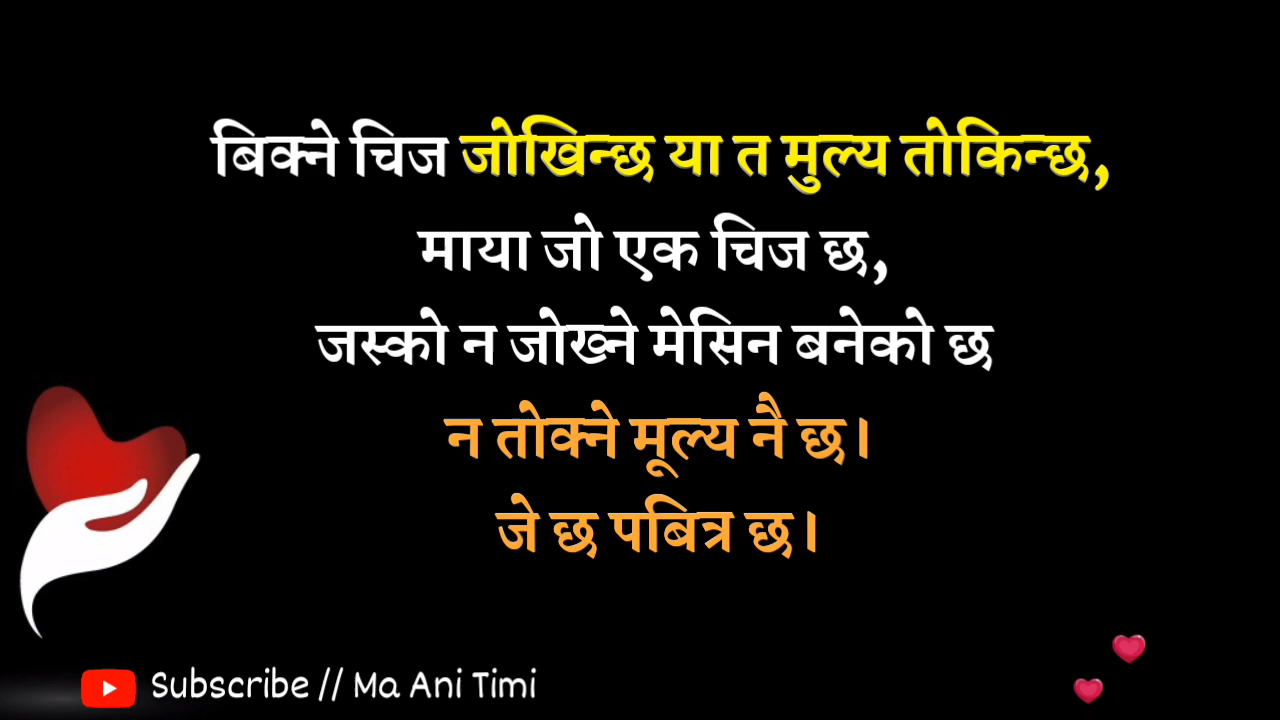 बिक्ने चिज जोखिन्छ या त मुल्य तोकिन्छ,
माया जो एक चिज छ,
जस्को न जोख्ने मेसिन बनेको छ
न तोक्ने मूल्य नै छ।
जे छ पबित्र छ।
Subscribe // Ma Ani Timi